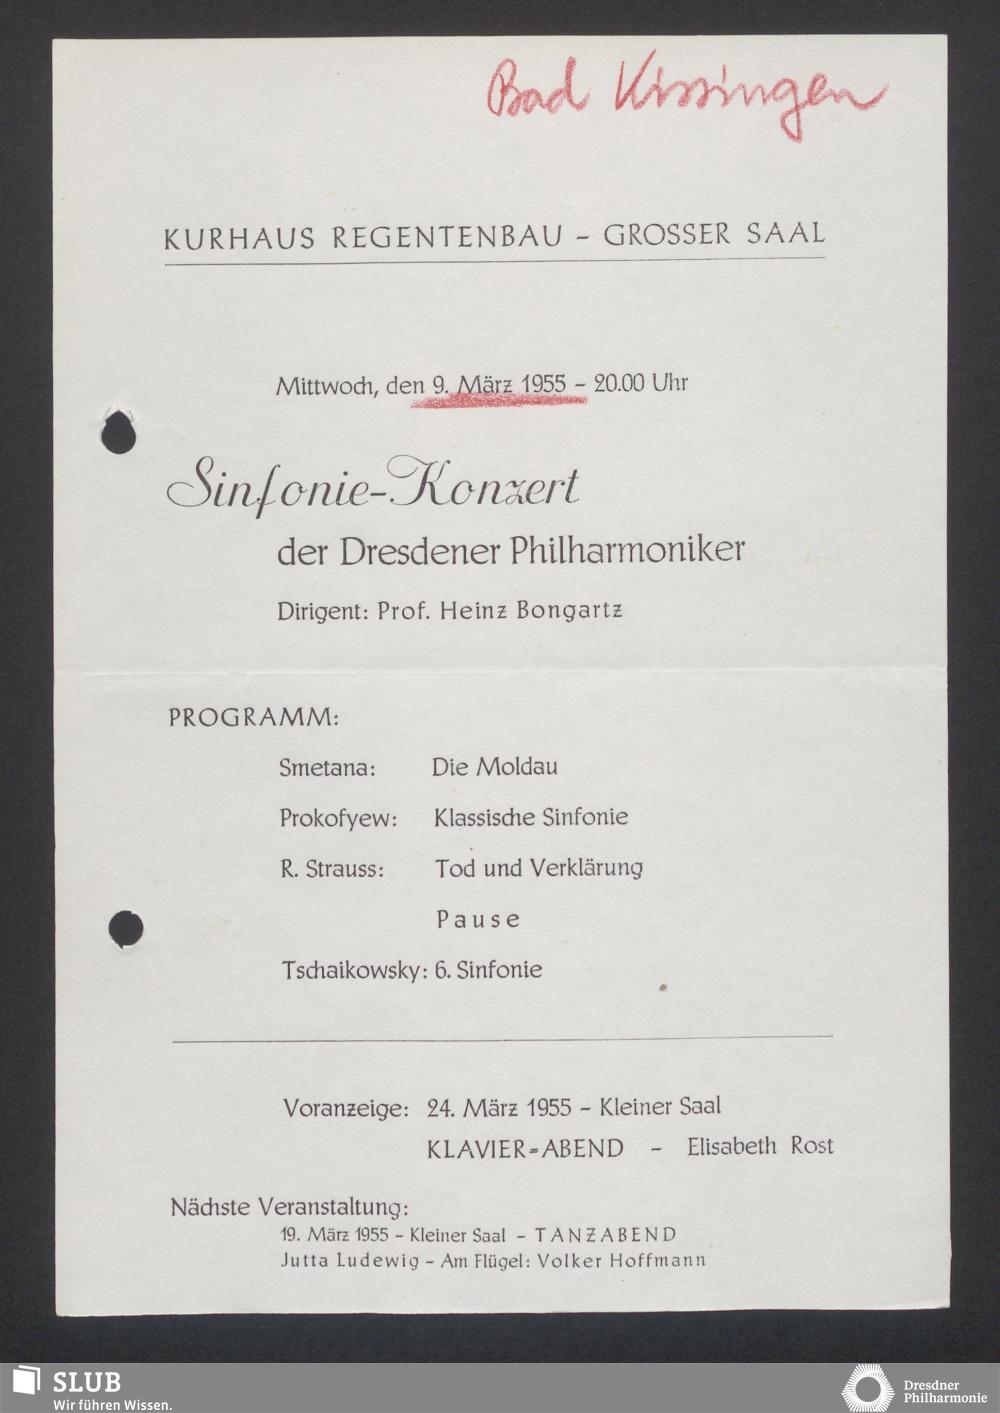 Bad Kissingen
KURHAUS REGENTENBAU – GROSSER SAAL
Mittwoch, den 9. März 1955 – 20.00 Uhr
Sinfonie-Konzert
der Dresdener Philharmoniker
Dirigent: Prof. Heinz Bongartz
PROGRAMM:
Smetana: Die Moldau
Prokofyew: Klassische Sinfonie
R. Strauss: Tod und Verklärung
Pause
Tschaikowsky: 6. Sinfonie
Voranzeige: 24. März 1955 – Kleiner Saal
KLAVIER-ABEND – Elisabeth Rost
Nächste Veranstaltung:
19. März 1955 – Kleiner Saal – TANZABEND
Jutta Ludewig – Am Flügel: Volker Hoffmann
SLUB
Wir führen Wissen.
Dresdner
Philharmonie